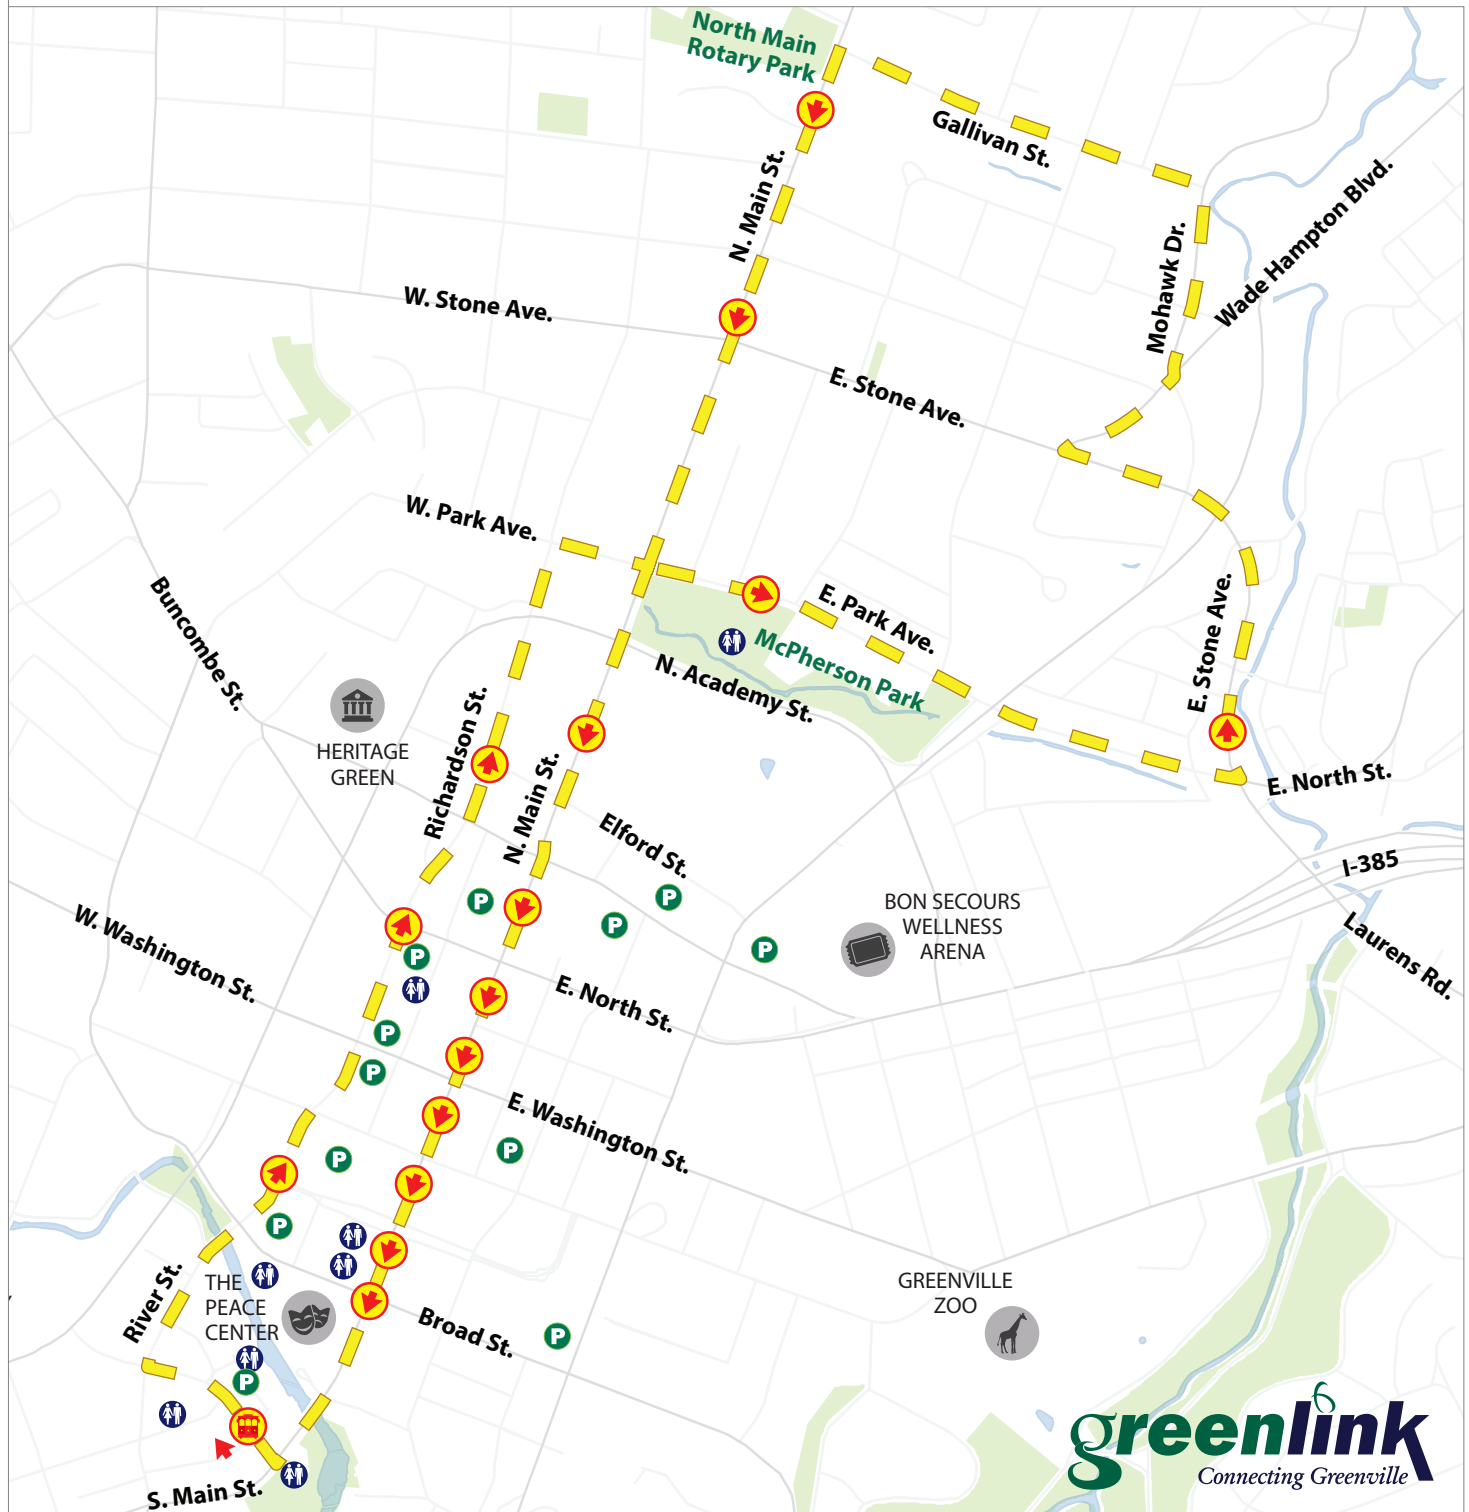 North Main
Rotary Park
Gallivan St.
N. Main St.
Mohawk Dr.
Wade Hampton Blvd.
W. Stone Ave.
E. Stone Ave.
W. Park Ave.
E. Park Ave.
McPherson Park
N. Academy St.
Buncombe St.
E. Stone Ave.
HERITAGE
GREEN
Richardson St.
N. Main St.
E. North St.
Elford St.
I-385
P
P
P
P
P
BON SECOURS
WELLNESS
ARENA
Laurens Rd.
W. Washington St.
E. North St.
P
P
E. Washington St.
P
P
P
River St.
THE
PEACE
CENTER
GREENVILLE
ZOO
Broad St.
P
P
S. Main St.
greenlink
Connecting Greenville